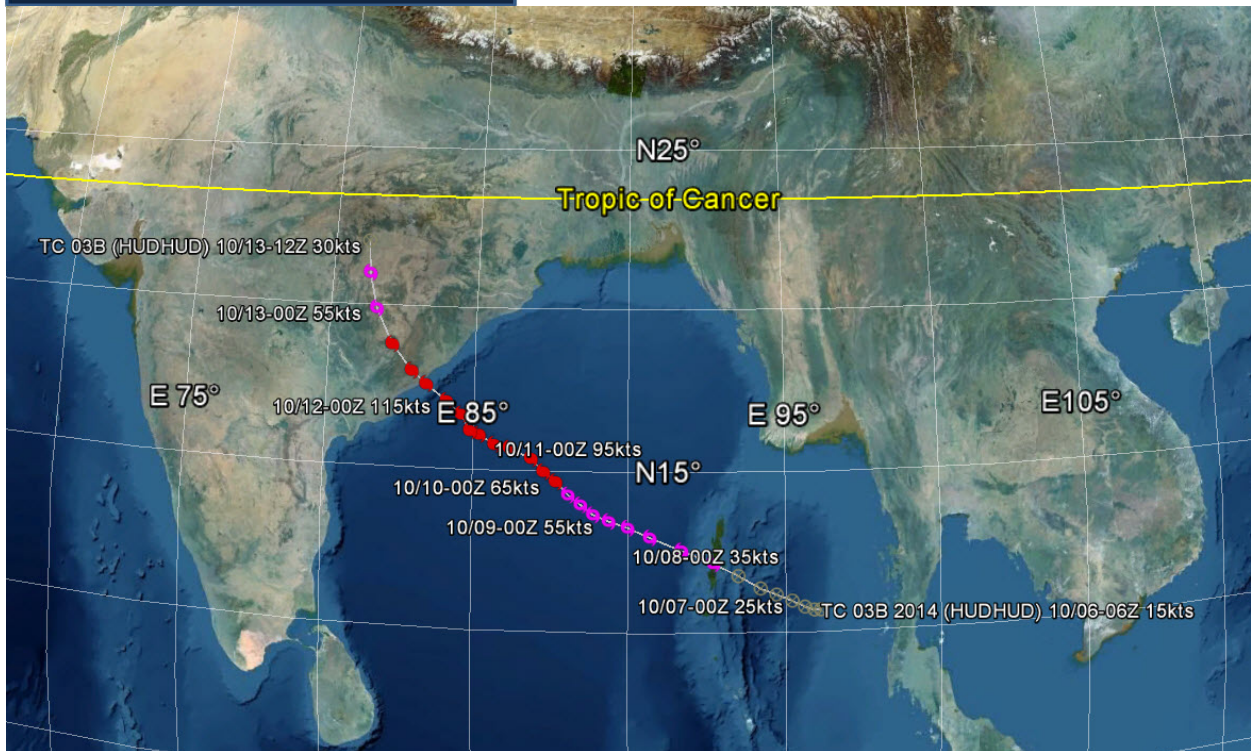 N25°
Tropic of Cancer
TC 03B (HUDHUD) 10/13-12Z 30kts
10/13-00Z 55kts
E 75°
10/12-00Z 115kts
E 85°
E 95°
E105°
10/11-00Z 95kts
N15°
10/10-00Z 65kts
10/09-00Z 55kts
10/08-00Z 35kts
10/07-00Z 25kts
TC 03B 2014 (HUDHUD) 10/06-06Z 15kts